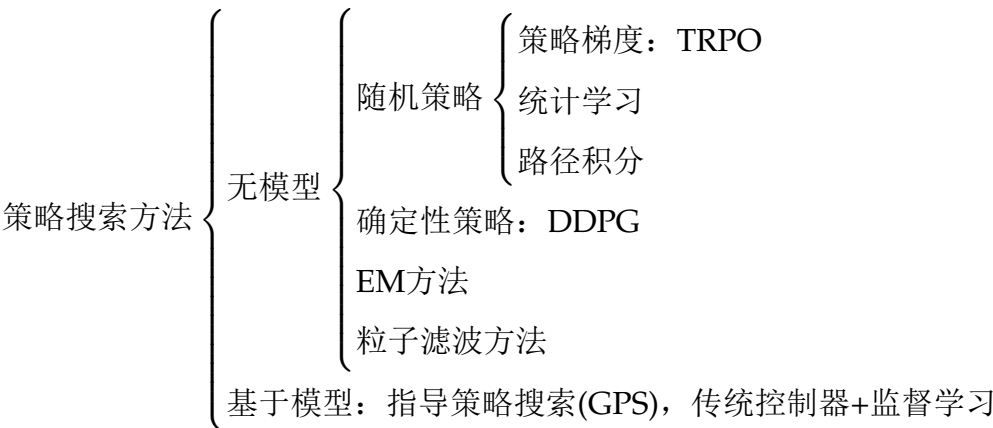 策略搜索方法
无模型
随机策略
策略梯度：TRPO
统计学习
路径积分
确定性策略：DDPG
EM方法
粒子滤波方法
基于模型：指导策略搜索(GPS)，传统控制器+监督学习